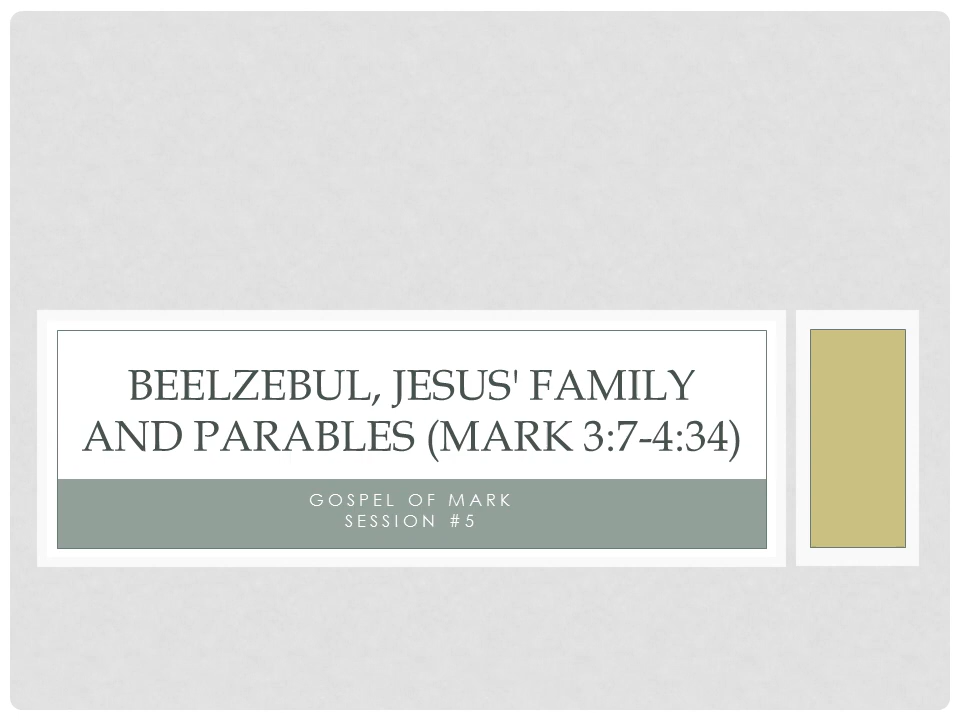 BEELZEBUL, JESUS' FAMILY
AND PARABLES (MARK 3:7-4:34)
GOSPEL OF MARK
SESSION #5